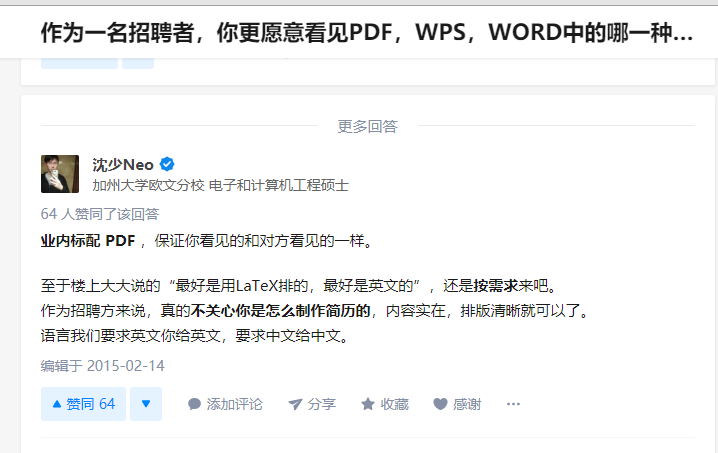 作为一名招聘者，你更愿意看见PDF，WPS，WORD中的哪一种...
更多回答
沈少Neo
加州大学欧文分校 电子和计算机工程硕士
64 人赞同了该回答
业内标配 PDF ，保证你看见的和对方看见的一样。
至于楼上大大说的“最好是用LaTeX排的，最好是英文的”，还是按需求来吧。
作为招聘方来说，真的不关心你是怎么制作简历的，内容实在，排版清晰就可以了。
语言我们要求英文你给英文，要求中文给中文。
编辑于 2015-02-14
赞同 64 添加评论 分享 收藏 感谢 ...